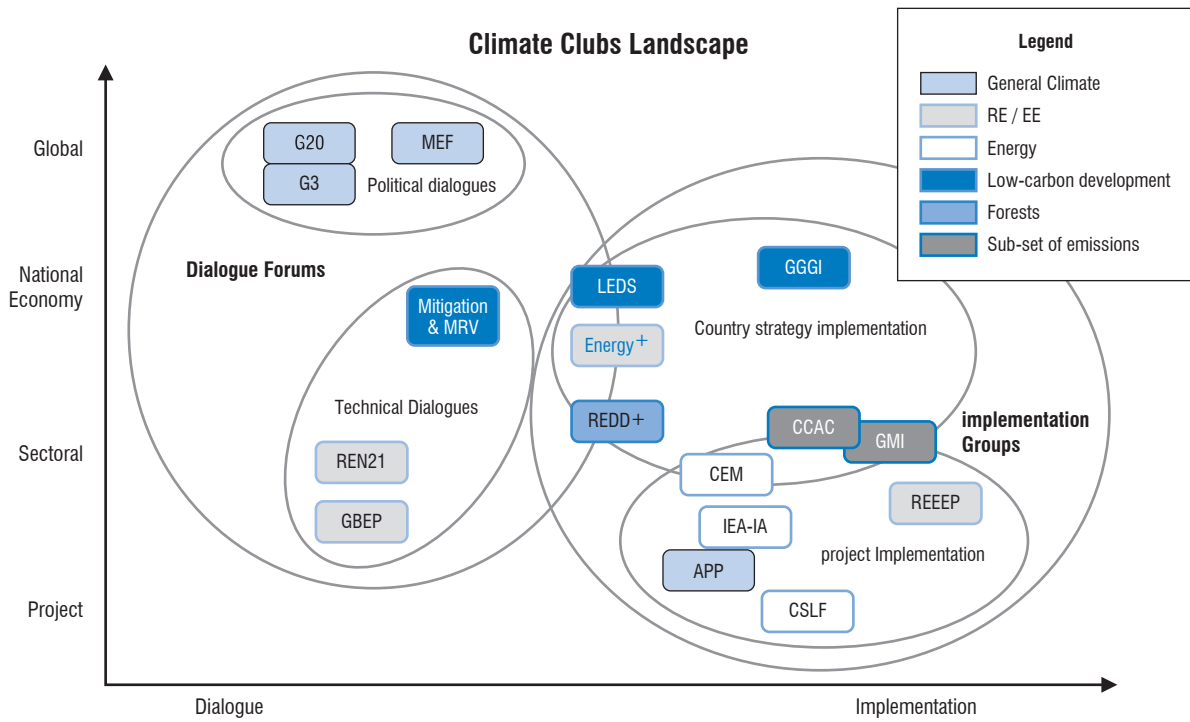 Climate Clubs Landscape
Legend
General Climate
RE / EE
Energy
Low-carbon development
Forests
Sub-set of emissions
Global
National
Economy
Sectoral
Project
G20
MEF
G3
Political dialogues
Dialogue Forums
Mitigation
& MRV
Technical Dialogues
REN21
GBEP
LEDS
GGGI
Energy+
Country strategy implementation
REDD+
CCAC
GMI
implementation
Groups
CEM
REEEP
IEA-IA
project Implementation
APP
CSLF
Dialogue
Implementation